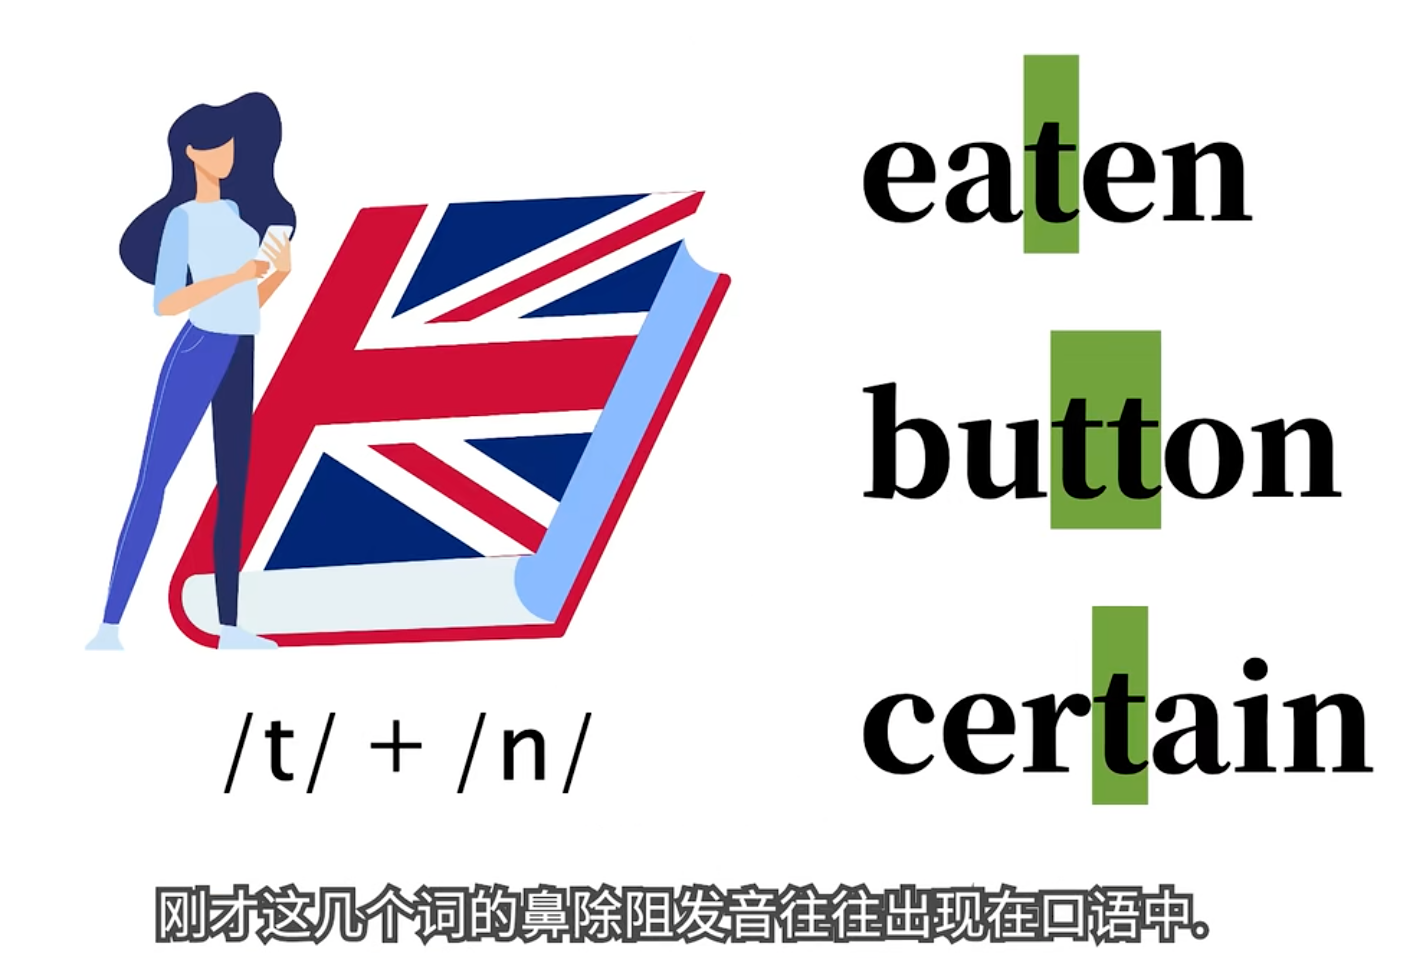 eaten
button
certain
/t/ + /n/
刚才这几个词的鼻除阻发音往往出现在口语中.